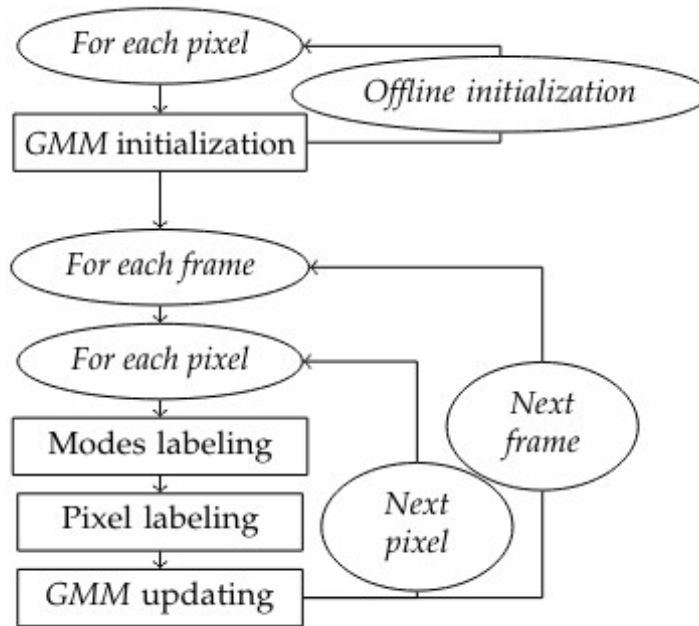 For each pixel
Offline initialization
GMM initialization
For each frame
For each pixel
Next
frame
Modes labeling
Pixel labeling
Next
pixel
GMM updating